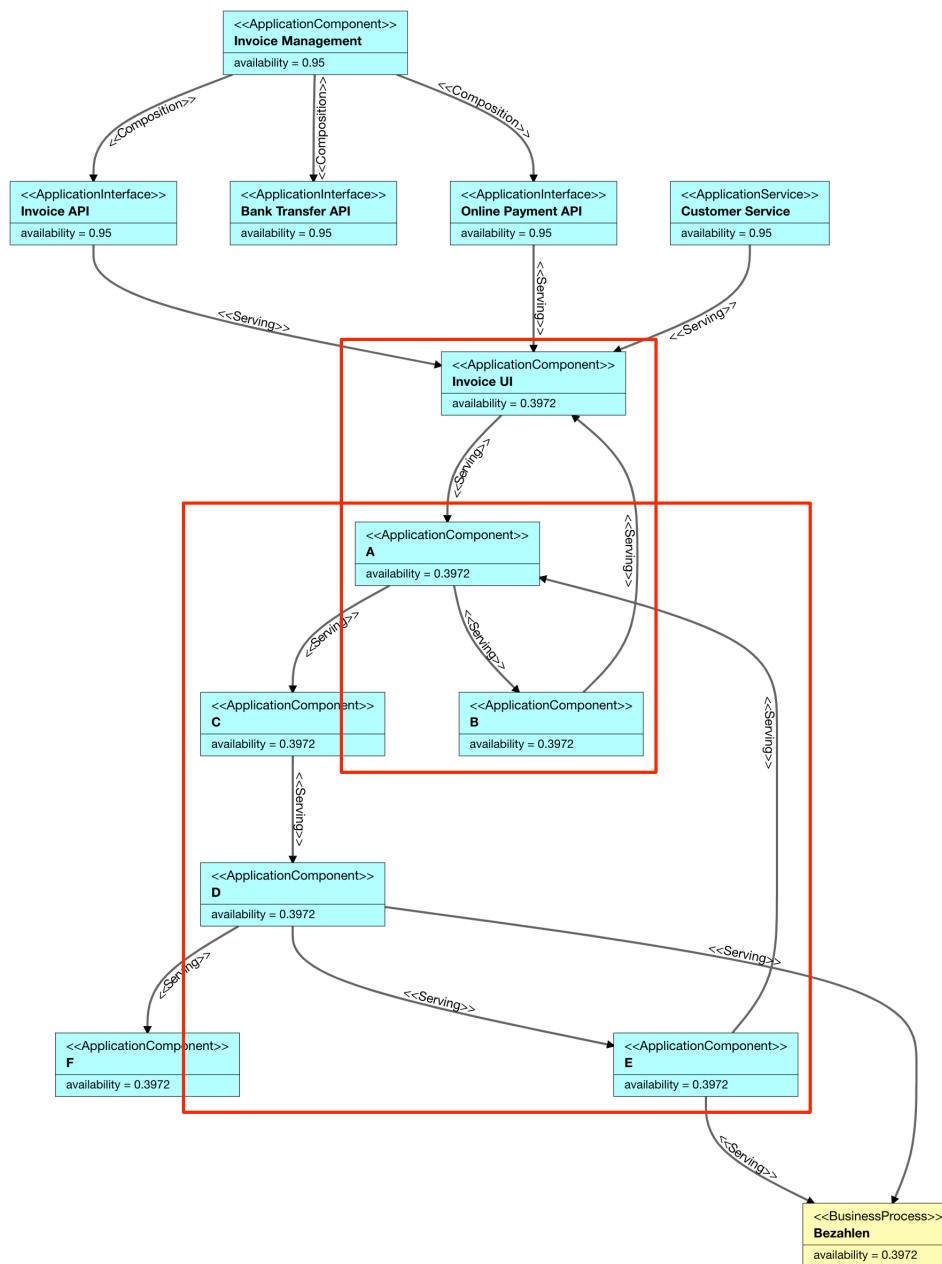 <<ApplicationComponent>>
Invoice Management
availability = 0.95
<<Composition>>
<<Composition>>
<<Composition>>
<<ApplicationInterface>>
Invoice API
availability = 0.95
<<ApplicationInterface>>
Bank Transfer API
availability = 0.95
<<ApplicationInterface>>
Online Payment API
availability = 0.95
<<ApplicationService>>
Customer Service
availability = 0.95
<<Serving>>
<<Serving>>
<<Serving>>
<<ApplicationComponent>>
Invoice UI
availability = 0.3972
<<Serving>>
<<Serving>>
<<ApplicationComponent>>
A
availability = 0.3972
<<Serving>>
<<Serving>>
<<Serving>>
<<ApplicationComponent>>
C
availability = 0.3972
<<ApplicationComponent>>
B
availability = 0.3972
<<Serving>>
<<ApplicationComponent>>
D
availability = 0.3972
<<Serving>>
<<Serving>>
<<Serving>>
<<ApplicationComponent>>
F
availability = 0.3972
<<ApplicationComponent>>
E
availability = 0.3972
<<Serving>>
<<BusinessProcess>>
Bezahlen
availability = 0.3972